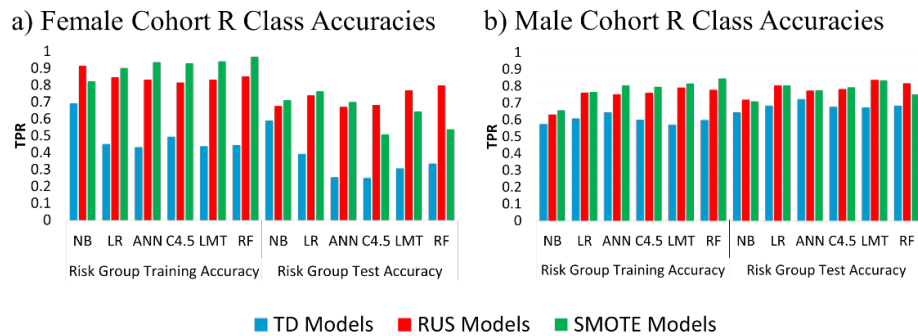 a) Female Cohort R Class Accuracies
1
0.9
0.8
0.7
0.6
0.5
0.4
0.3
0.2
0.1
0
TPR
NB LR ANN C4.5 LMT RF NB LR ANN C4.5 LMT RF
Risk Group Training Accuracy Risk Group Test Accuracy
b) Male Cohort R Class Accuracies
1
0.9
0.8
0.7
0.6
0.5
0.4
0.3
0.2
0.1
0
TPR
NB LR ANN C4.5 LMT RF NB LR ANN C4.5 LMT RF
Risk Group Training Accuracy Risk Group Test Accuracy
TD Models RUS Models SMOTE Models